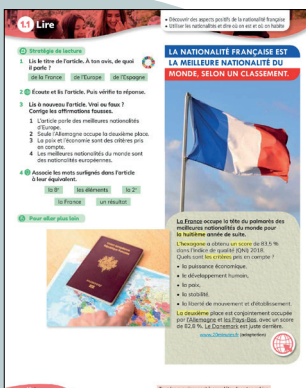 1.1 Lire
• Découvrir des aspects positifs de la nationalité française
• Utiliser les nationalités et dire où on est et où on habite
Stratégie de lecture
1 Lis le titre de l'article. À ton avis, de quoi
il parle ?
de la France de l'Europe de l'Espagne
2 Écoute et lis l'article. Puis vérifie ta réponse.
3 Lis à nouveau l'article. Vrai ou faux ?
Corrige les affirmations fausses.
1 L'article parle des meilleures nationalités
d'Europe.
2 Seule l'Allemagne occupe la deuxième place.
3 La paix et l'économie sont des critères pris
en compte.
4 Les meilleures nationalités du monde sont
des nationalités européennes.
4 Associe les mots surlignés dans l'article
à leur équivalent.
la 8e les éléments la 2e
la France un résultat
Pour aller plus loin
LA NATIONALITÉ FRANÇAISE EST
LA MEILLEURE NATIONALITÉ DU
MONDE, SELON UN CLASSEMENT.
La France occupe la tête du palmarès des
meilleures nationalités du monde pour
la huitième année de suite.
L'hexagone a obtenu un score de 83,5 %
dans l'indice de qualité (QNI) 2018.
Quels sont les critères pris en compte ?
• la puissance économique,
• le développement humain,
• la paix,
• la stabilité,
• la liberté de mouvement et d'établissement.
La deuxième place est conjointement occupée
par l'Allemagne et les Pays-Bas, avec un score
de 82,8 %. Le Danemark est juste derrière.
www.20minutes.fr (adaptation)